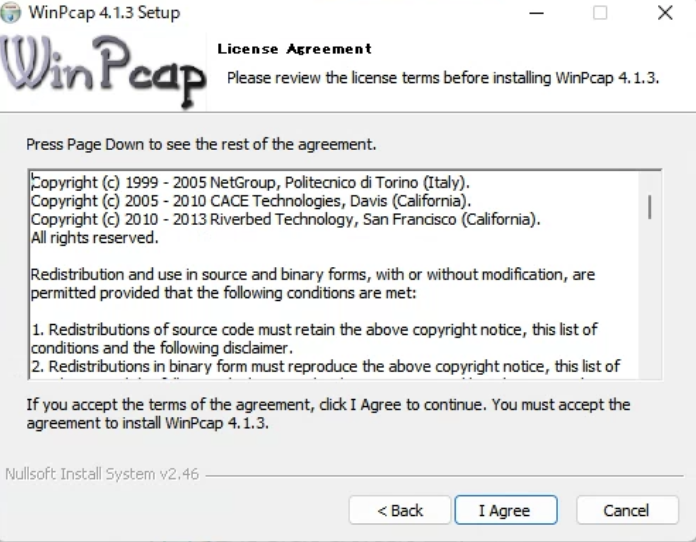 WinPcap 4.1.3 Setup
WinPcap
License Agreement
Please review the license terms before installing WinPcap 4.1.3.
Press Page Down to see the rest of the agreement.
Copyright (c) 1999 - 2005 NetGroup, Politecnico di Torino (Italy).
Copyright (c) 2005 - 2010 CACE Technologies, Davis (California).
Copyright (c) 2010 - 2013 Riverbed Technology, San Francisco (California).
All rights reserved.
Redistribution and use in source and binary forms, with or without modification, are
permitted provided that the following conditions are met:
1. Redistributions of source code must retain the above copyright notice, this list of
conditions and the following disclaimer.
2. Redistributions in binary form must reproduce the above copyright notice, this list of
If you accept the terms of the agreement, click I Agree to continue. You must accept the
agreement to install WinPcap 4.1.3.
Nullsoft Install System v2.46
< Back
I Agree
Cancel